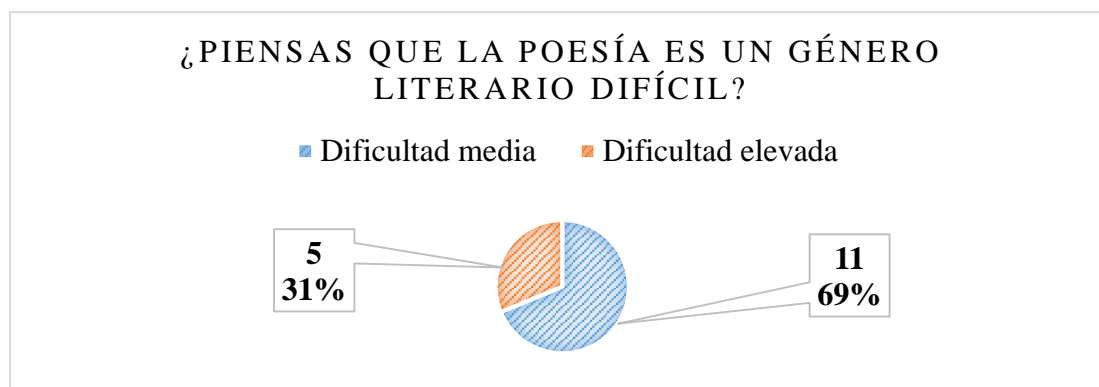 ¿PIENSAS QUE LA POESÍA ES UN GÉNERO
LITERARIO DIFÍCIL?
Dificultad media Dificultad elevada
5
31%
11
69%